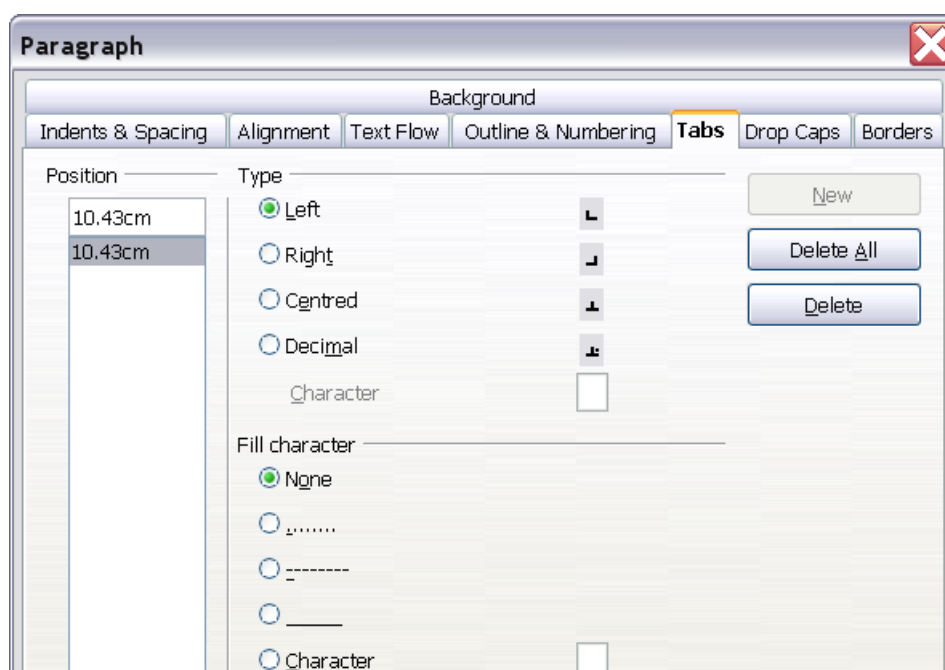 Paragraph
Background
Indents & Spacing Alignment Text Flow Outline & Numbering Tabs Drop Caps Borders
Position Type
10.43cm
10.43cm
Left
Right
Centred
Decimal
Character
New
Delete All
Delete
Fill character
None
........
--------
______
Character